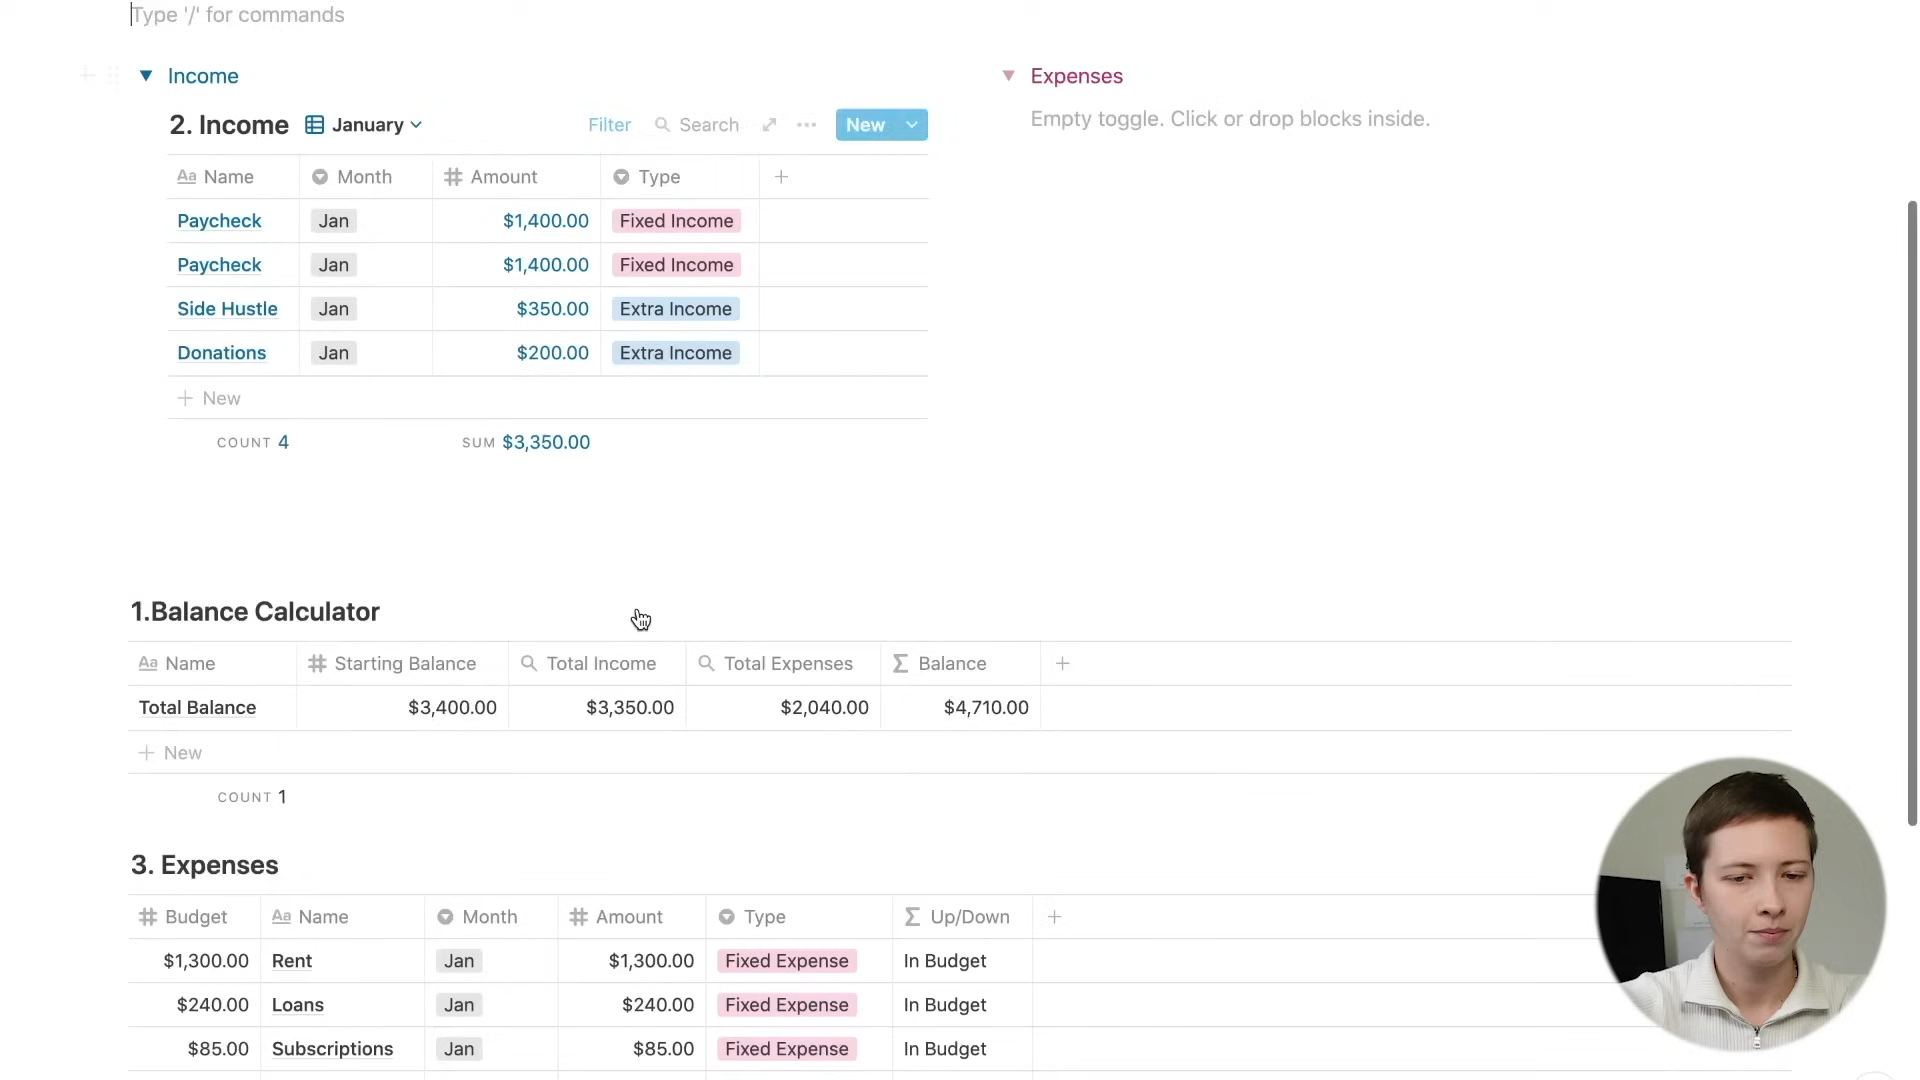 Type '/' for commands
Income
2. Income January Filter Search New
Aa Name Month Amount Type
Paycheck Jan $1,400.00 Fixed Income
Paycheck Jan $1,400.00 Fixed Income
Side Hustle Jan $350.00 Extra Income
Donations Jan $200.00 Extra Income
+ New
COUNT 4 SUM $3,350.00
Expenses
Empty toggle. Click or drop blocks inside.
1.Balance Calculator
Aa Name # Starting Balance Total Income Total Expenses Σ Balance +
Total Balance $3,400.00 $3,350.00 $2,040.00 $4,710.00
+ New
COUNT 1
3. Expenses
# Budget Aa Name Month # Amount Type Σ Up/Down +
$1,300.00 Rent Jan $1,300.00 Fixed Expense In Budget
$240.00 Loans Jan $240.00 Fixed Expense In Budget
$85.00 Subscriptions Jan $85.00 Fixed Expense In Budget